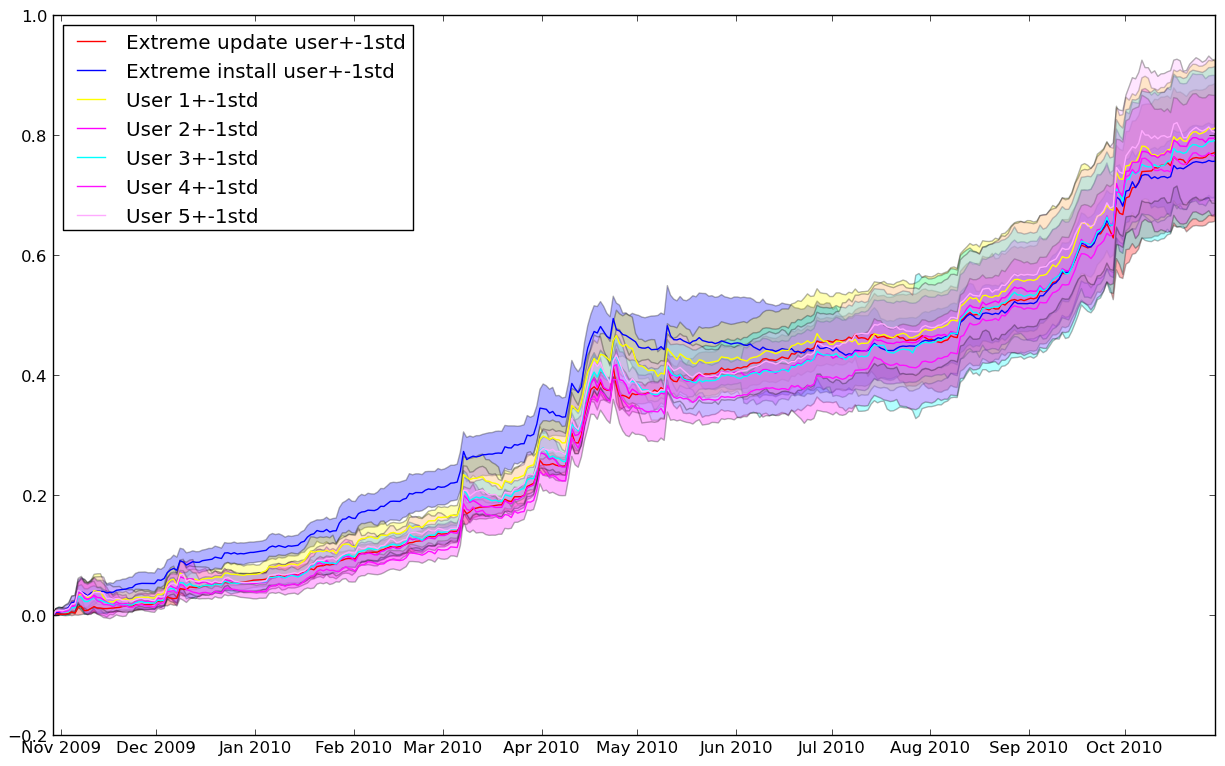 1.0
0.8
0.6
0.4
0.2
0.0
−0.2
Extreme update user+-1std
Extreme install user+-1std
User 1+-1std
User 2+-1std
User 3+-1std
User 4+-1std
User 5+-1std
Nov 2009 Dec 2009 Jan 2010 Feb 2010 Mar 2010 Apr 2010 May 2010 Jun 2010 Jul 2010 Aug 2010 Sep 2010 Oct 2010